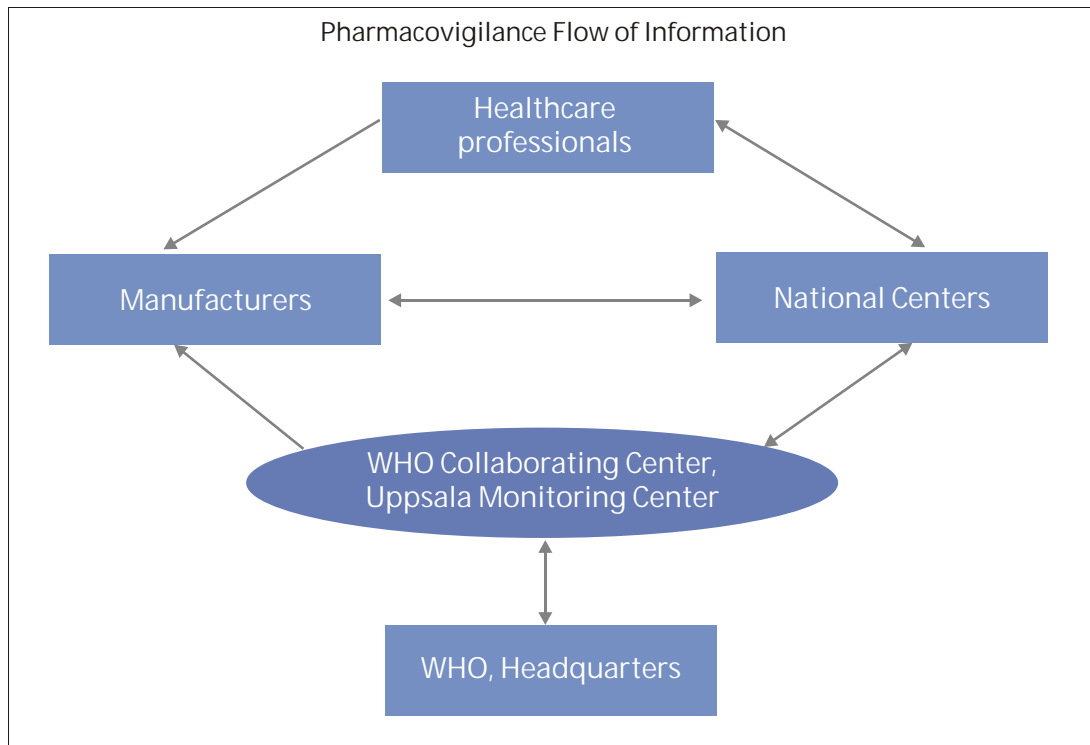 Pharmacovigilance Flow of Information
Healthcare
professionals
Manufacturers
National Centers
WHO Collaborating Center,
Uppsala Monitoring Center
WHO, Headquarters